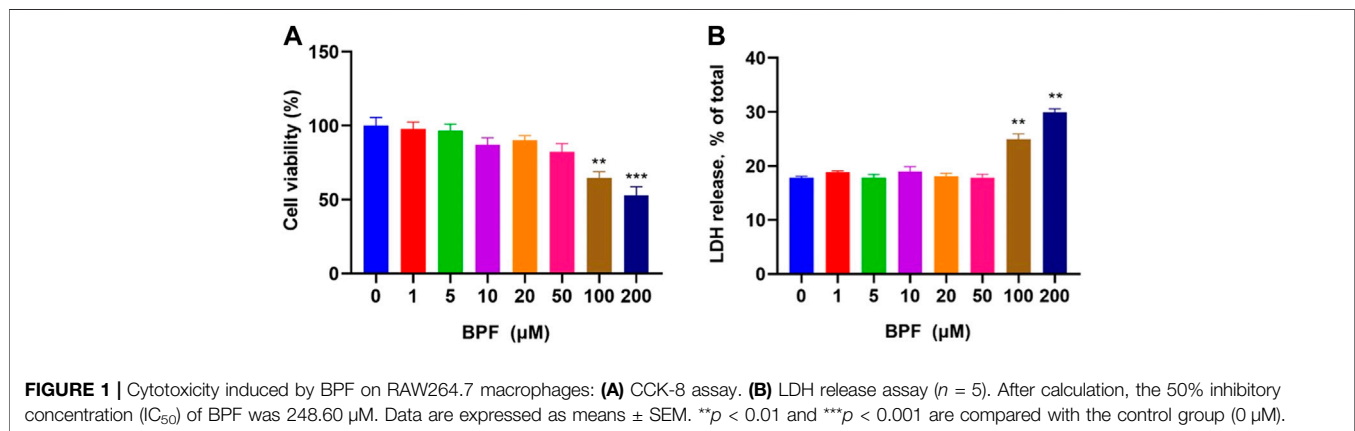 A
150
100
50
0
Cell viability (%)
0 1 5 10 20 50 100 200
** ***
BPF (µM)
B
40
30
20
10
0
LDH release, % of total
0 1 5 10 20 50 100 200
** **
BPF (µM)
FIGURE 1 | Cytotoxicity induced by BPF on RAW264.7 macrophages: (A) CCK-8 assay. (B) LDH release assay (n = 5). After calculation, the 50% inhibitory
concentration (IC50) of BPF was 248.60 µM. Data are expressed as means ± SEM. **p < 0.01 and ***p < 0.001 are compared with the control group (0 µM).